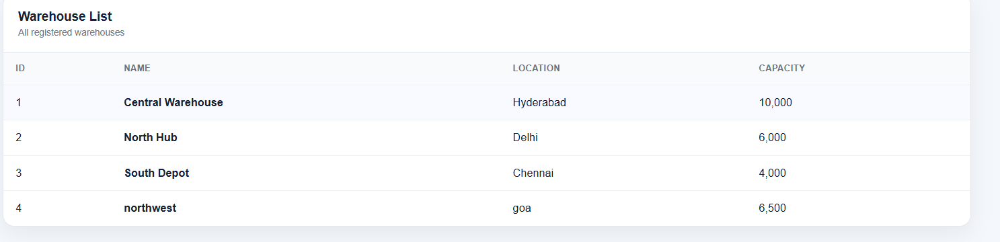 Warehouse List
All registered warehouses
ID NAME LOCATION CAPACITY
1 Central Warehouse Hyderabad 10,000
2 North Hub Delhi 6,000
3 South Depot Chennai 4,000
4 northwest goa 6,500